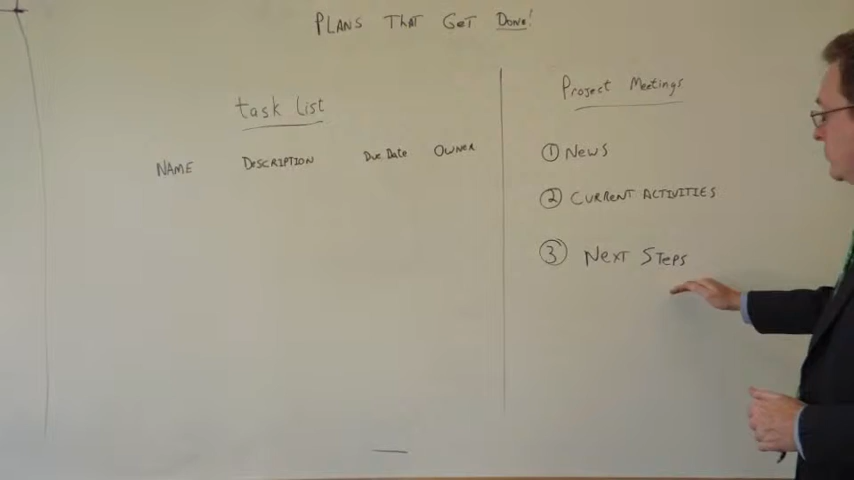 Plans That Get Done!
Task List
Name Description Due Date Owner
Project Meetings
① News
② Current Activities
③ Next Steps